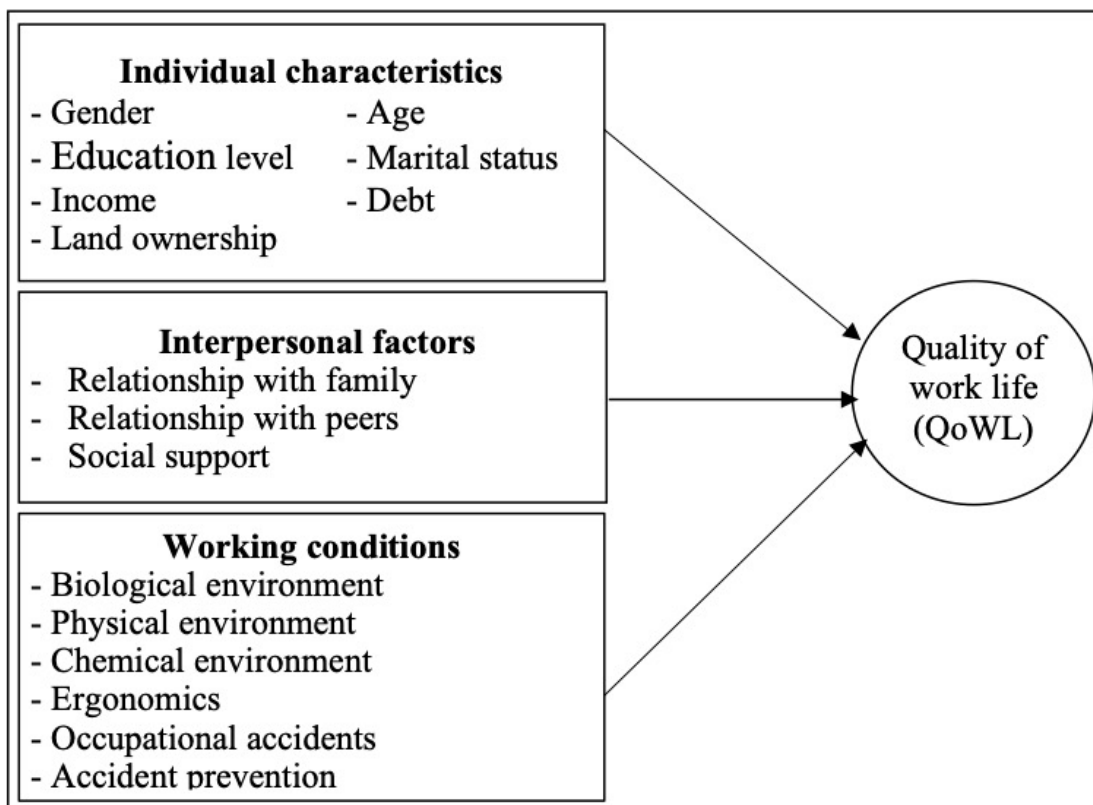 Individual characteristics
- Gender - Age
- Education level - Marital status
- Income - Debt
- Land ownership
Interpersonal factors
- Relationship with family
- Relationship with peers
- Social support
Working conditions
- Biological environment
- Physical environment
- Chemical environment
- Ergonomics
- Occupational accidents
- Accident prevention
Quality of
work life
(QoWL)